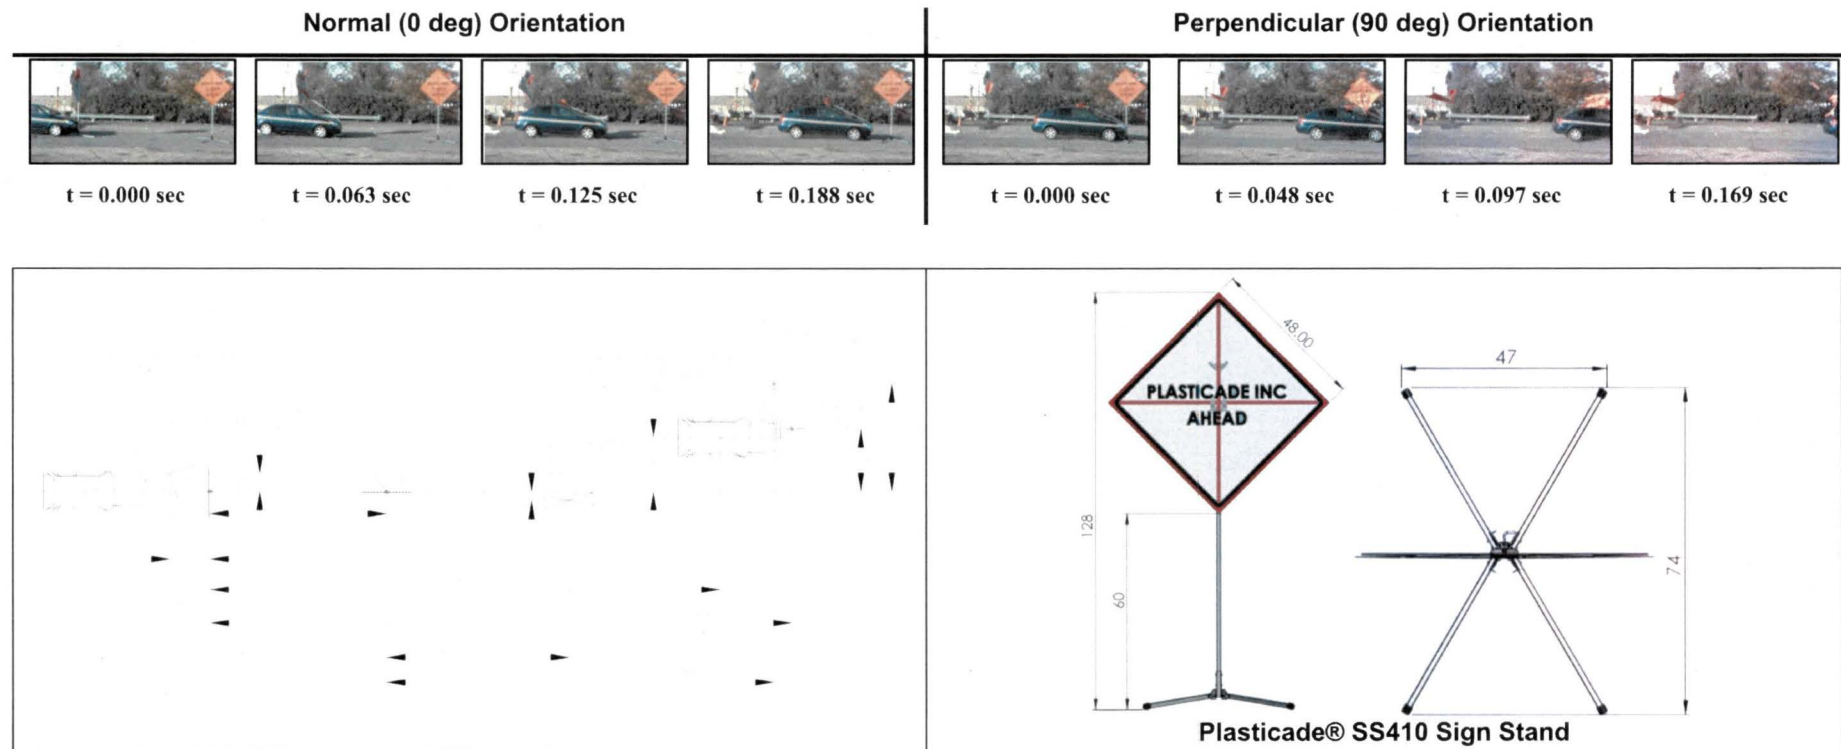 Normal (0 deg) Orientation
Perpendicular (90 deg) Orientation
t = 0.000 sec
t = 0.063 sec
t = 0.125 sec
t = 0.188 sec
t = 0.000 sec
t = 0.048 sec
t = 0.097 sec
t = 0.169 sec
48.00
47
PLASTICADE INC
AHEAD
128
60
74
Plasticade® SS410 Sign Stand